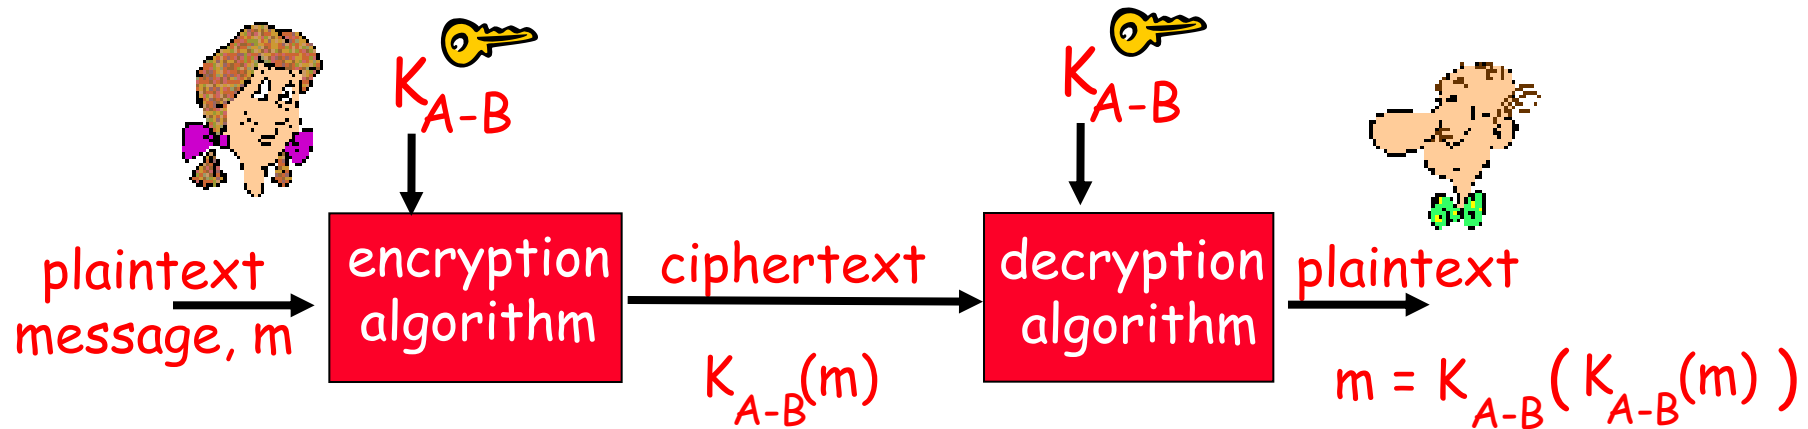 K A-B
K A-B
plaintext message, m
encryption algorithm
ciphertext
K A-B (m)
decryption algorithm
plaintext
m = K A-B ( K A-B (m) )